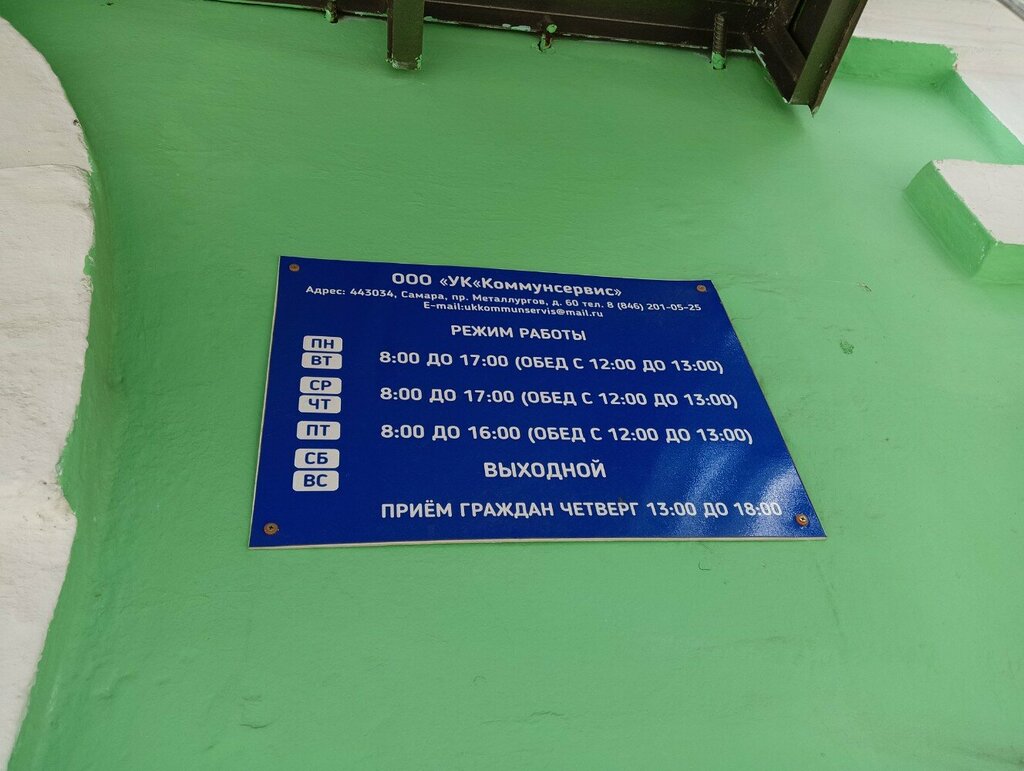 ООО «УК«Коммунсервис»
Адрес: 443034, Самара, пр. Металлургов, д. 60 тел. 8 (846) 201-05-25
E-mail:ukkommunservis@mail.ru
РЕЖИМ РАБОТЫ
ПН
ВТ 8:00 ДО 17:00 (ОБЕД С 12:00 ДО 13:00)
СР
ЧТ 8:00 ДО 17:00 (ОБЕД С 12:00 ДО 13:00)
ПТ 8:00 ДО 16:00 (ОБЕД С 12:00 ДО 13:00)
СБ
ВС ВЫХОДНОЙ
ПРИЁМ ГРАЖДАН ЧЕТВЕРГ 13:00 ДО 18:00